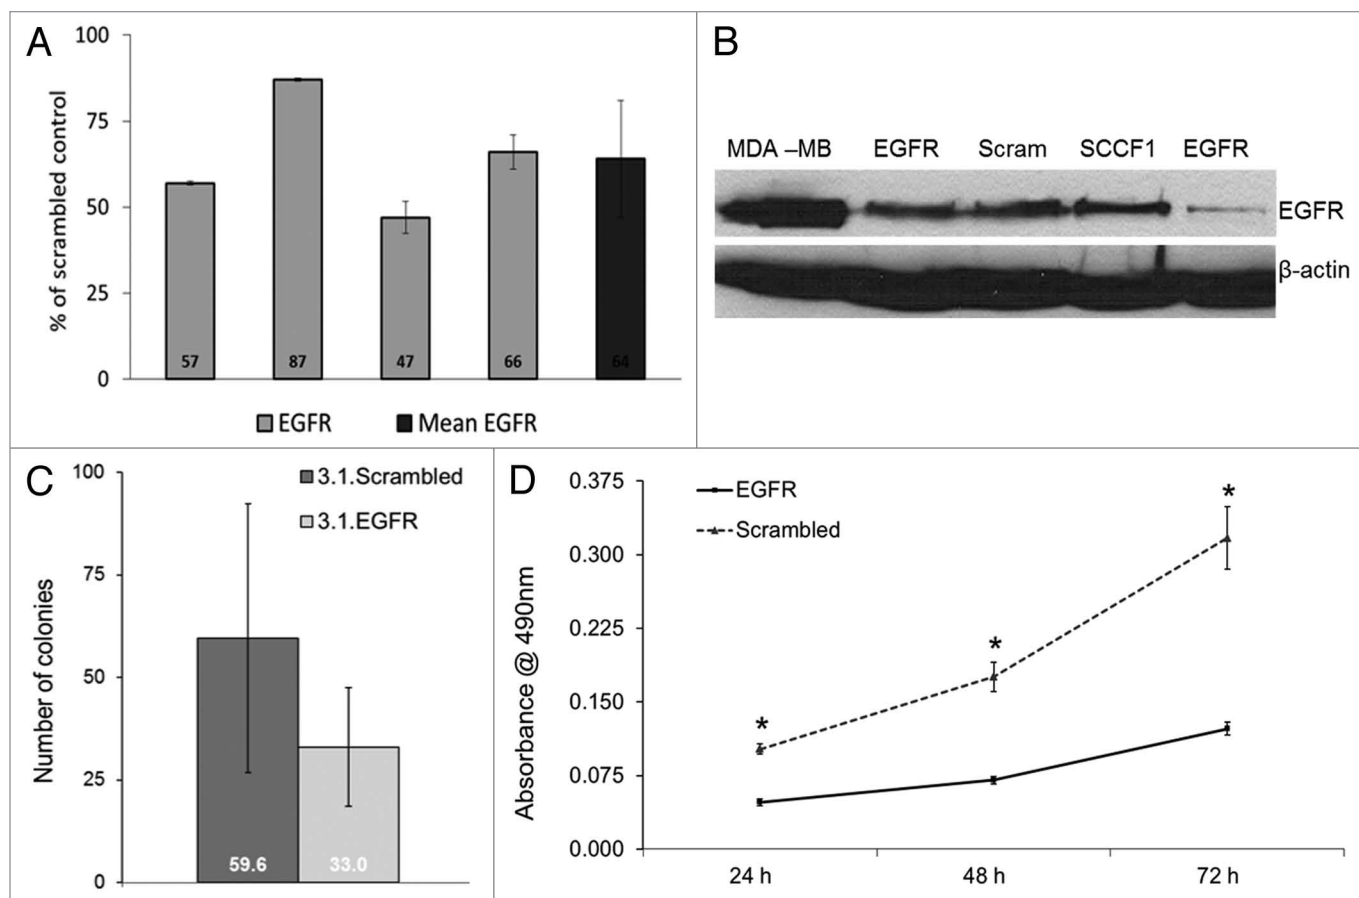 A
100
75
50
25
0
% of scrambled control
57 87 47 66 64
EGFR Mean EGFR
B
MDA –MB EGFR Scram SCCF1 EGFR
EGFR
β-actin
C
100
75
50
25
0
Number of colonies
3.1.Scrambled
3.1.EGFR
59.6 33.0
D
0.375
0.300
0.225
0.150
0.075
0.000
Absorbance @ 490nm
EGFR
Scrambled
*
*
*
24 h 48 h 72 h